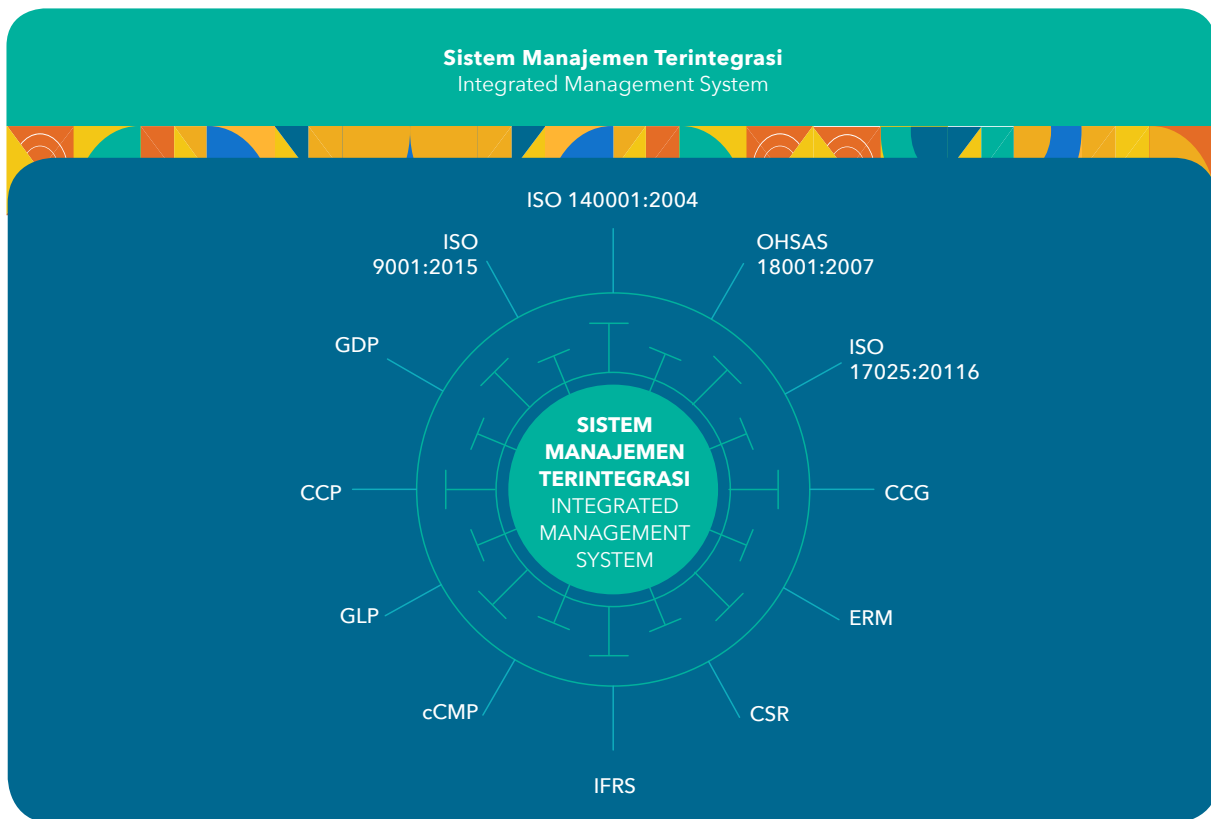 Sistem Manajemen Terintegrasi
Integrated Management System
ISO 140001:2004
OHSAS
18001:2007
ISO
17025:20116
CCG
ERM
CSR
IFRS
cCMP
GLP
CCP
GDP
ISO
9001:2015
SISTEM
MANAJEMEN
TERINTEGRASI
INTEGRATED
MANAGEMENT
SYSTEM